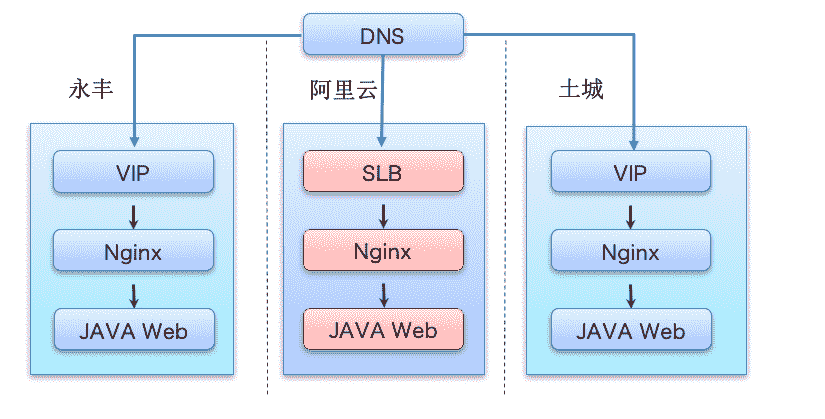 DNS
永丰
阿里云
土城
VIP
SLB
VIP
Nginx
Nginx
Nginx
JAVA Web
JAVA Web
JAVA Web